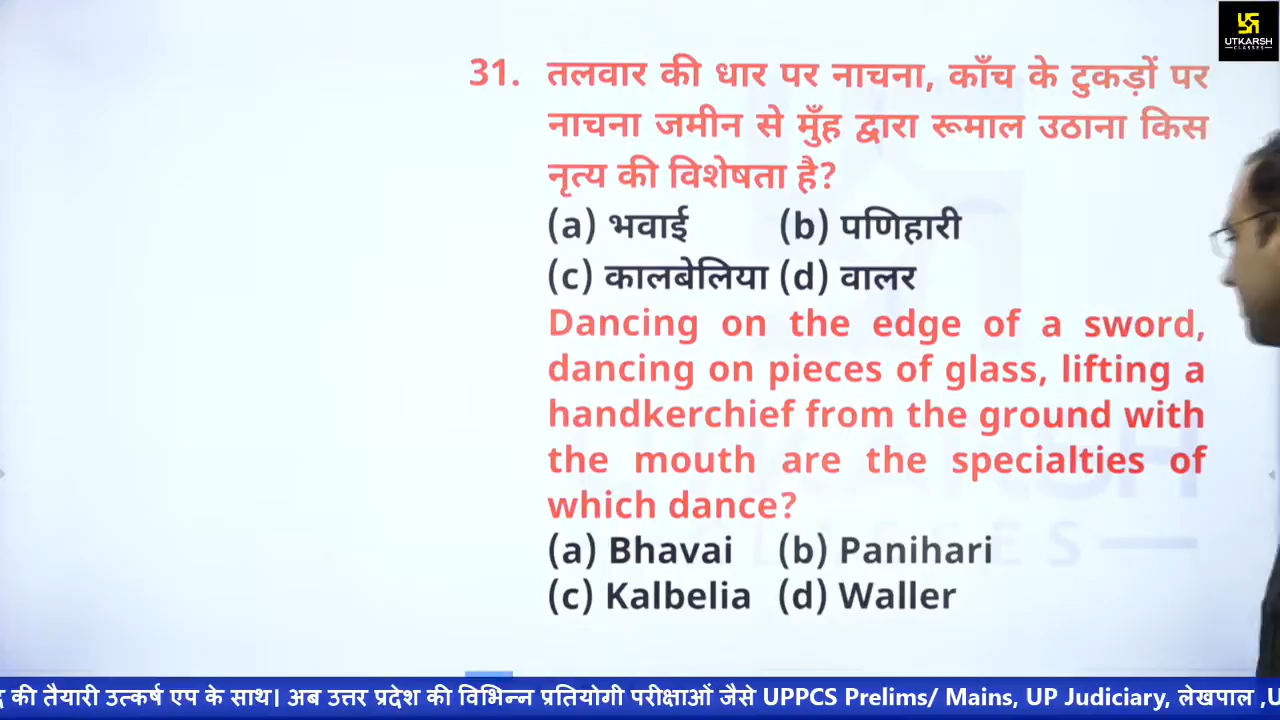 UTKARSH
CLASSES
31. तलवार की धार पर नाचना, काँच के टुकड़ों पर
नाचना जमीन से मुँह द्वारा रूमाल उठाना किस
नृत्य की विशेषता है?
(a) भवाई (b) पणिहारी
(c) कालबेलिया (d) वालर
Dancing on the edge of a sword,
dancing on pieces of glass, lifting a
handkerchief from the ground with
the mouth are the specialties of
which dance?
(a) Bhavai (b) Panihari
(c) Kalbelia (d) Waller
की तैयारी उत्कर्ष एप के साथ। अब उत्तर प्रदेश की विभिन्न प्रतियोगी परीक्षाओं जैसे UPPCS Prelims/ Mains, UP Judiciary, लेखपाल ,U